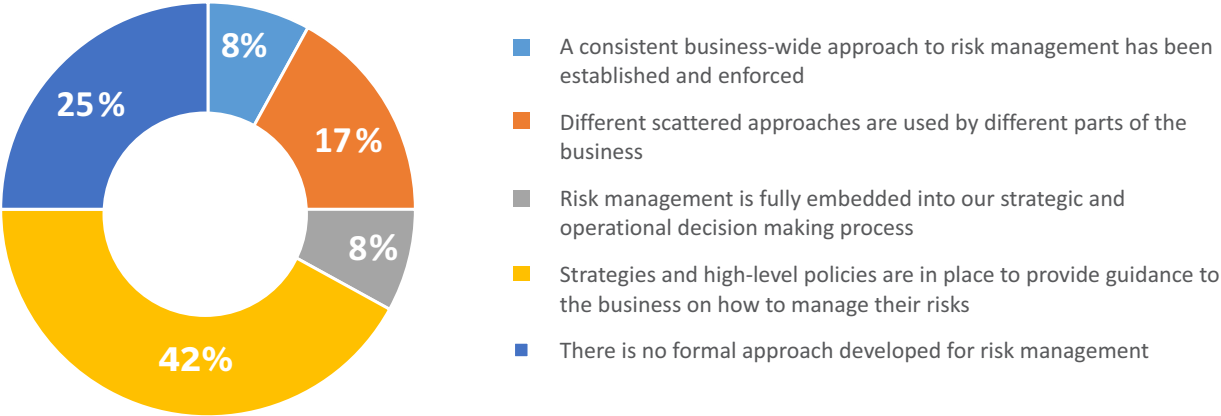 8%
17%
8%
42%
25%
A consistent business-wide approach to risk management has been
established and enforced
Different scattered approaches are used by different parts of the
business
Risk management is fully embedded into our strategic and
operational decision making process
Strategies and high-level policies are in place to provide guidance to
the business on how to manage their risks
There is no formal approach developed for risk management